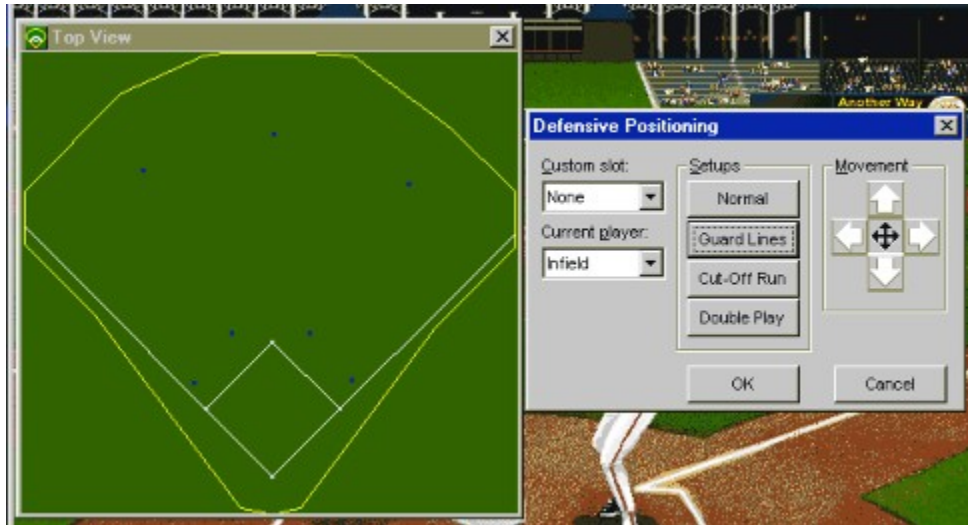 Top View
Another Way
Defensive Positioning
Custom slot:
None
Current player:
Infield
Setups
Normal
Guard Lines
Cut-Off Run
Double Play
Movement
OK
Cancel